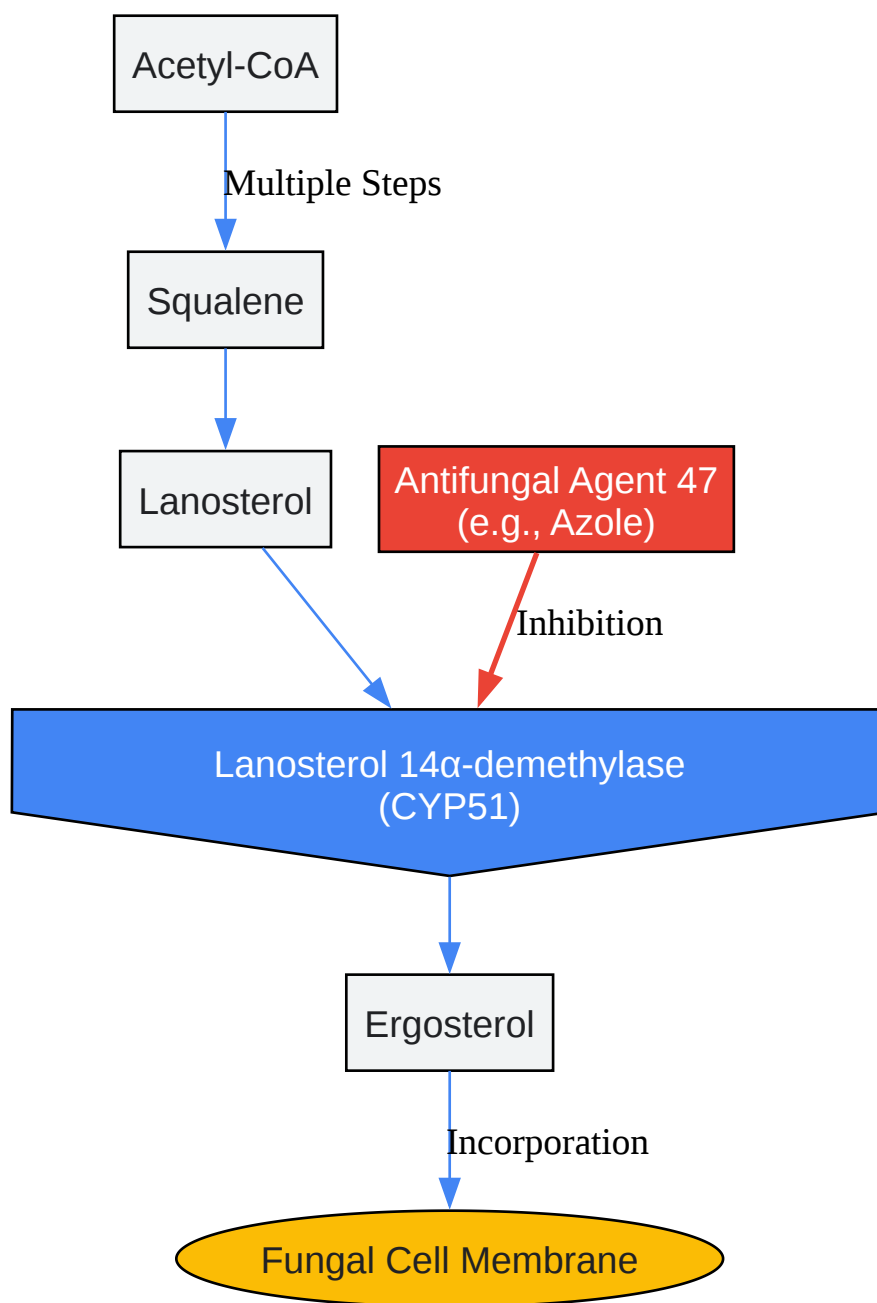 Acetyl-CoA
Multiple Steps
Squalene
Lanosterol
Antifungal Agent 47
(e.g., Azole)
Inhibition
Lanosterol 14α-demethylase
(CYP51)
Ergosterol
Incorporation
Fungal Cell Membrane